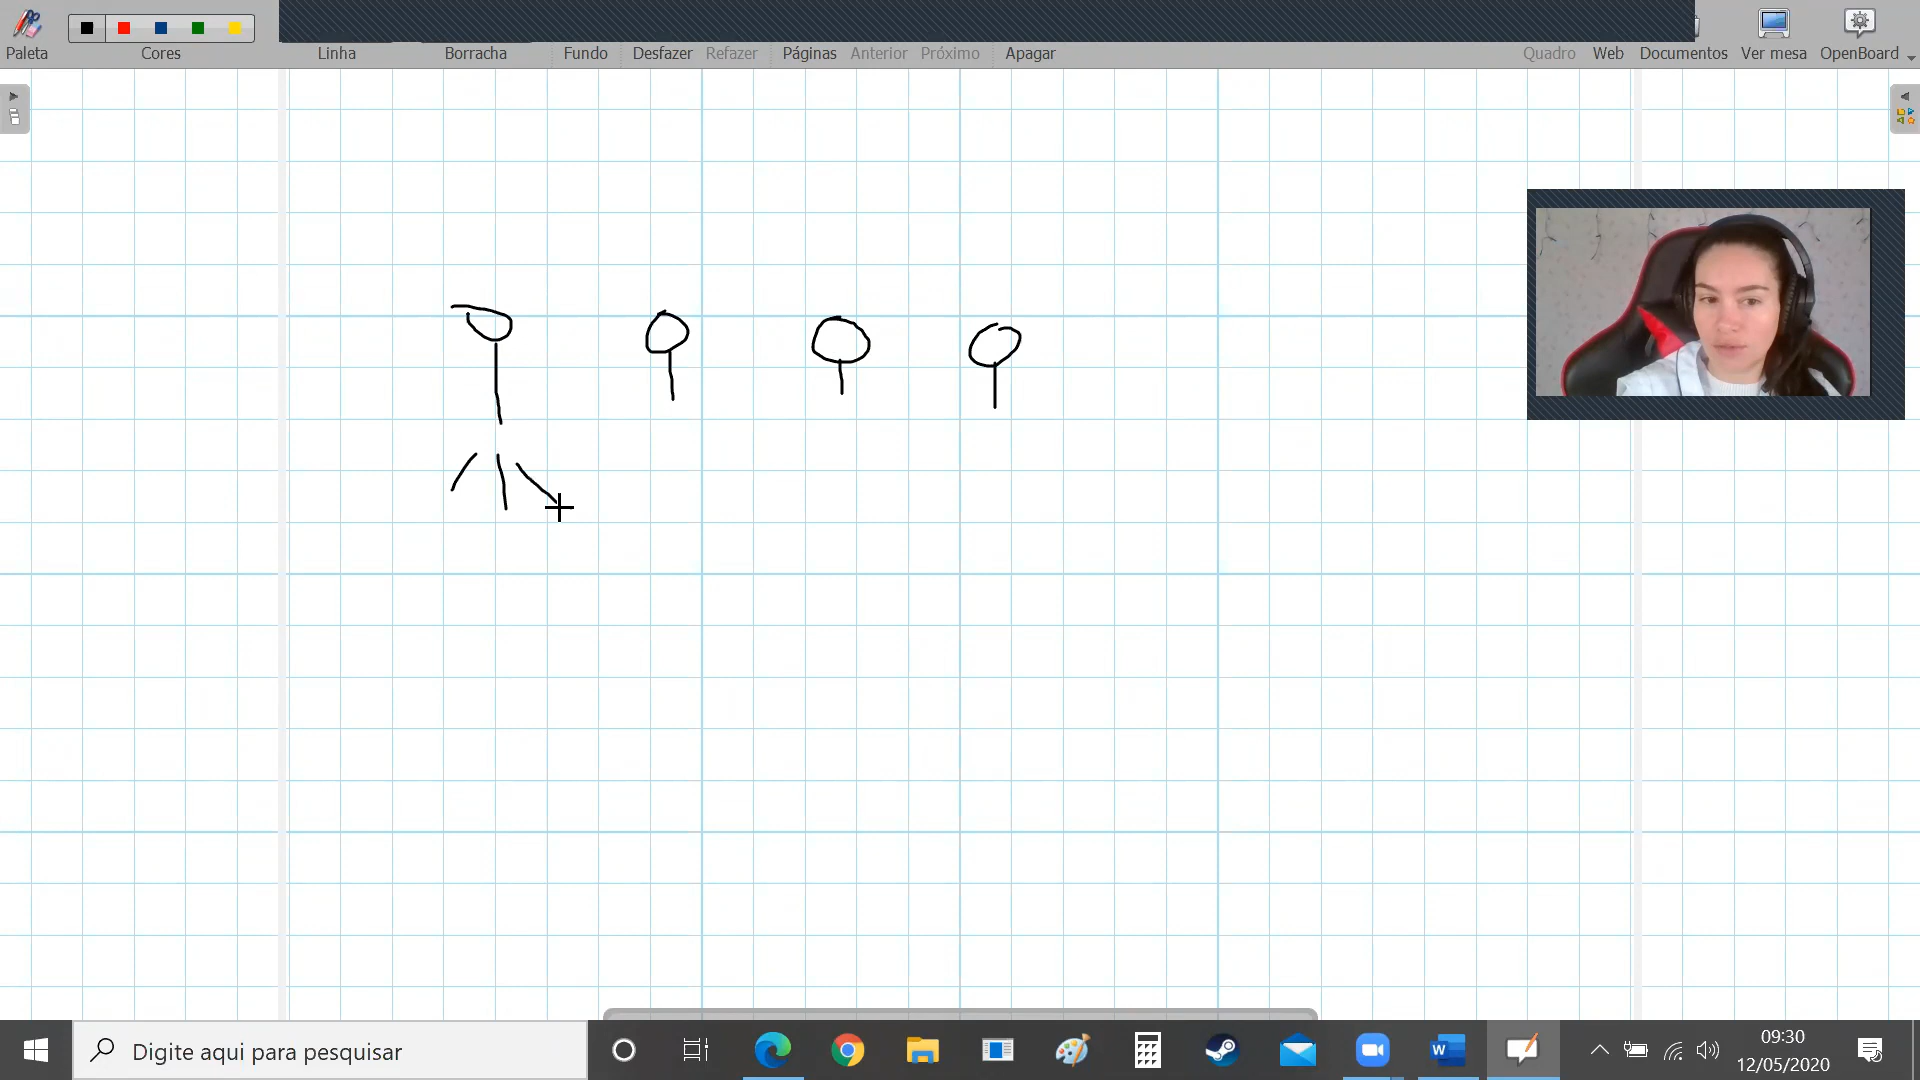 Paleta Cores Linha Borracha Fundo Desfazer Refazer Páginas Anterior Próximo Apagar Quadro Web Documentos Ver mesa OpenBoard
Digite aqui para pesquisar
W
09:30
12/05/2020